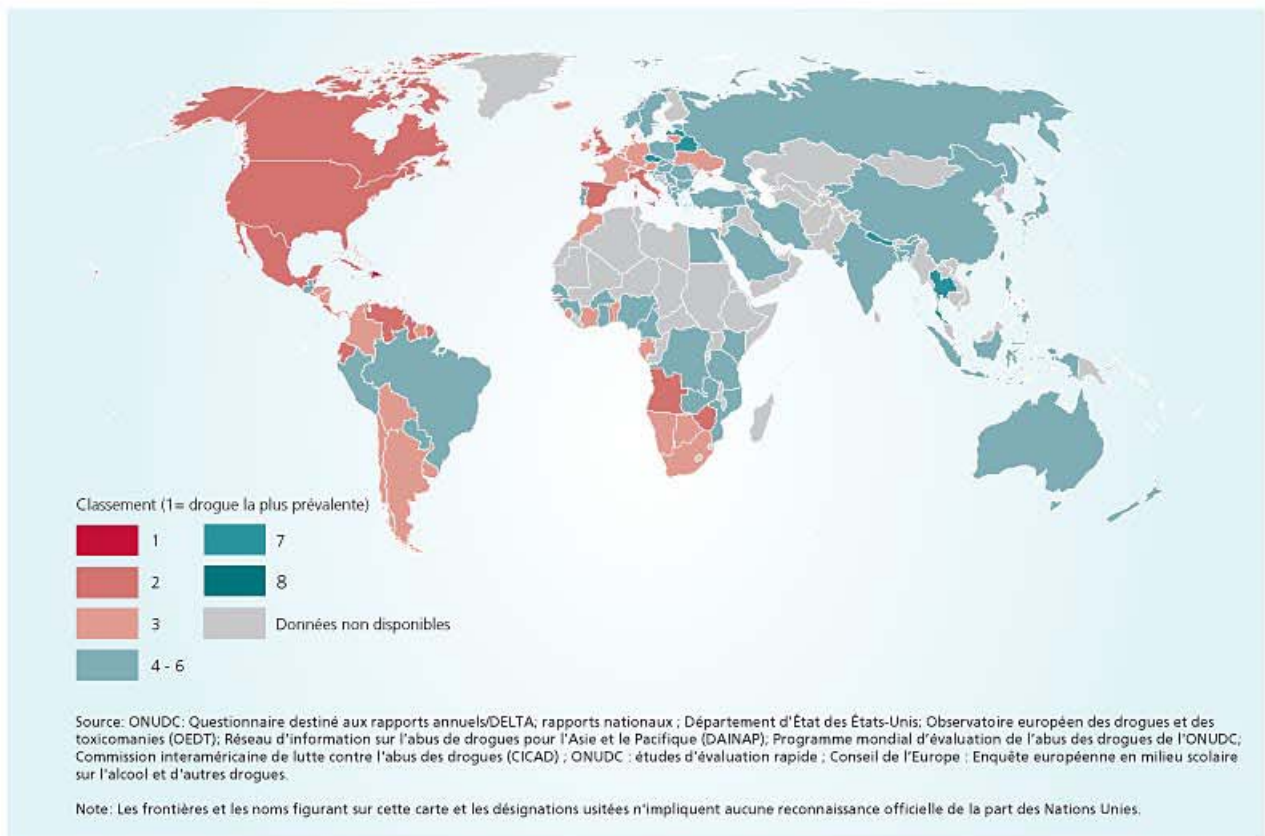 Classement (1= drogue la plus prévalente)
1
7
2
8
3
Données non disponibles
4 - 6
Source: ONUDC: Questionnaire destiné aux rapports annuels/DELTA; rapports nationaux ; Département d'État des États-Unis; Observatoire européen des drogues et des
toxicomanies (OEDT); Réseau d'information sur l'abus de drogues pour l'Asie et le Pacifique (DAINAP); Programme mondial d'évaluation de l'abus des drogues de l'ONUDC;
Commission interaméricaine de lutte contre l'abus des drogues (CICAD) ; ONUDC : études d'évaluation rapide ; Conseil de l'Europe : Enquête européenne en milieu scolaire
sur l'alcool et d'autres drogues.
Note: Les frontières et les noms figurant sur cette carte et les désignations usitées n'impliquent aucune reconnaissance officielle de la part des Nations Unies.